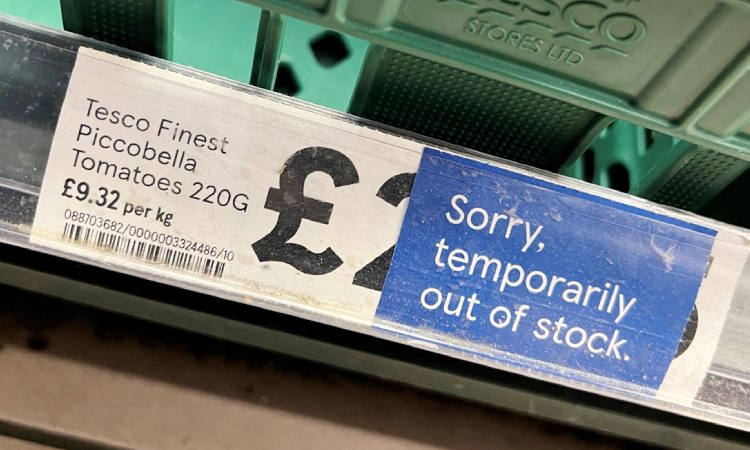 TESCO
STORES LTD
Tesco Finest
Piccobella
Tomatoes 220G
£9.32 per kg
088703682/0000003324486/10
£2
Sorry,
temporarily
out of stock.